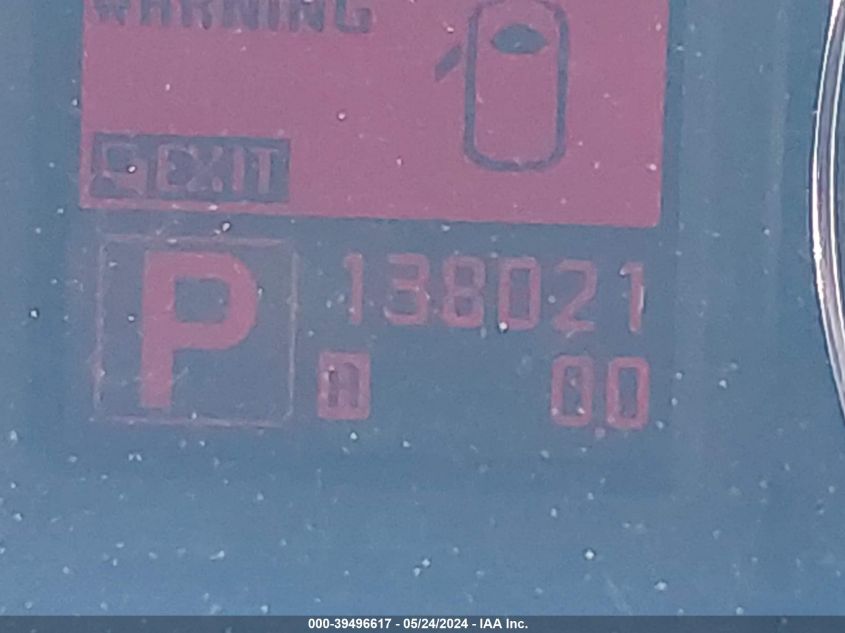 WARNING
EXIT
P 138021
A 00
000-39496617 - 05/24/2024 - IAA Inc.